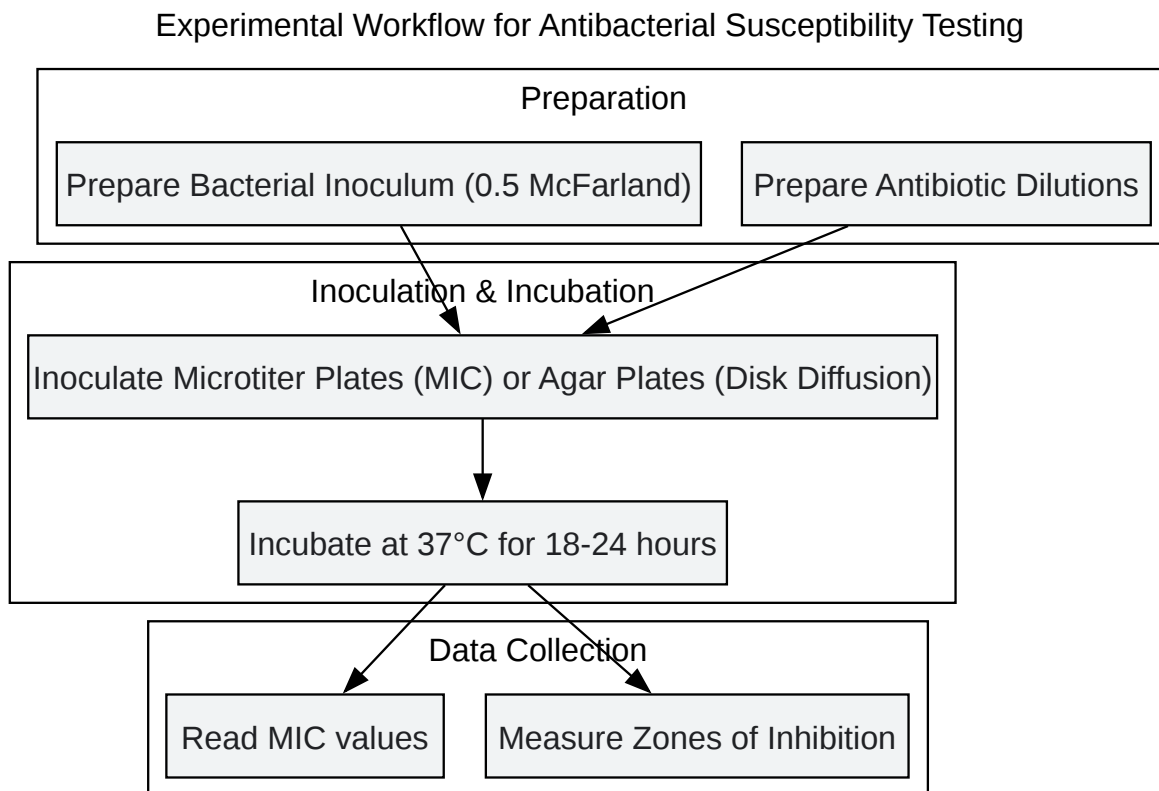 Experimental Workflow for Antibacterial Susceptibility Testing
Preparation
Prepare Bacterial Inoculum (0.5 McFarland)
Prepare Antibiotic Dilutions
Inoculation & Incubation
Inoculate Microtiter Plates (MIC) or Agar Plates (Disk Diffusion)
Incubate at 37°C for 18-24 hours
Data Collection
Read MIC values
Measure Zones of Inhibition